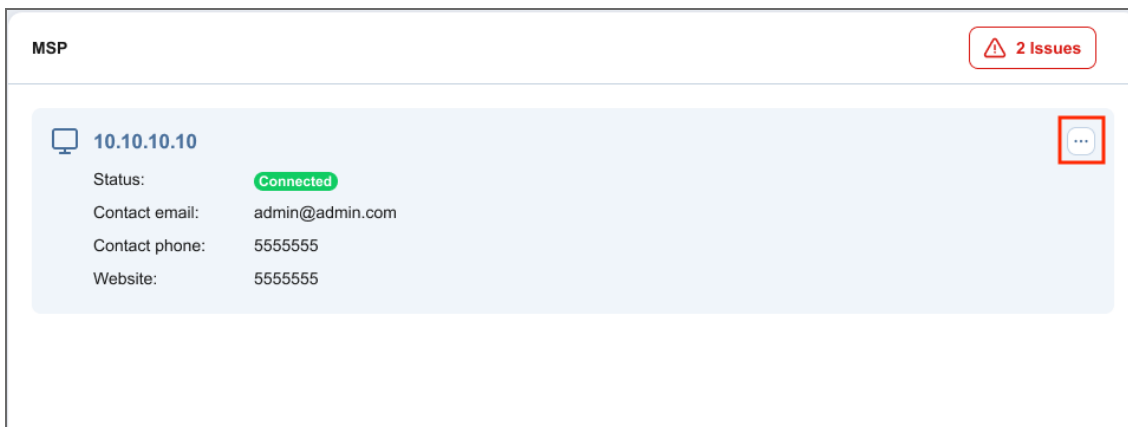 MSP
2 Issues
10.10.10.10
...
Status: Connected
Contact email: admin@admin.com
Contact phone: 5555555
Website: 5555555